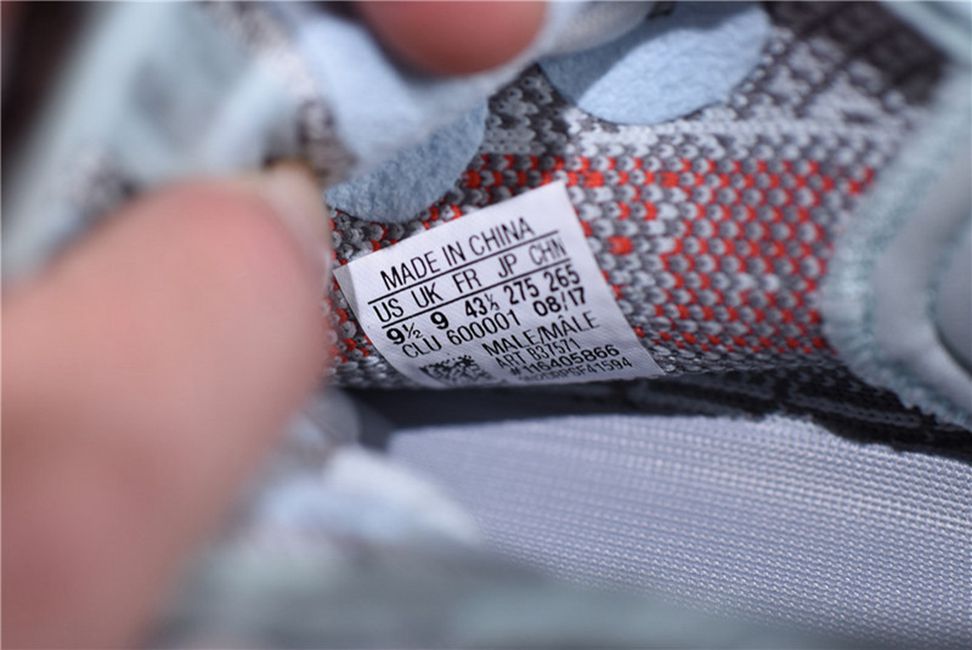 MADE IN CHINA
US UK FR JP CHN
9½ 9 43⅓ 275 265
CLU 600001 08/17
MALE/MÂLE
ART B37571
# 116405866